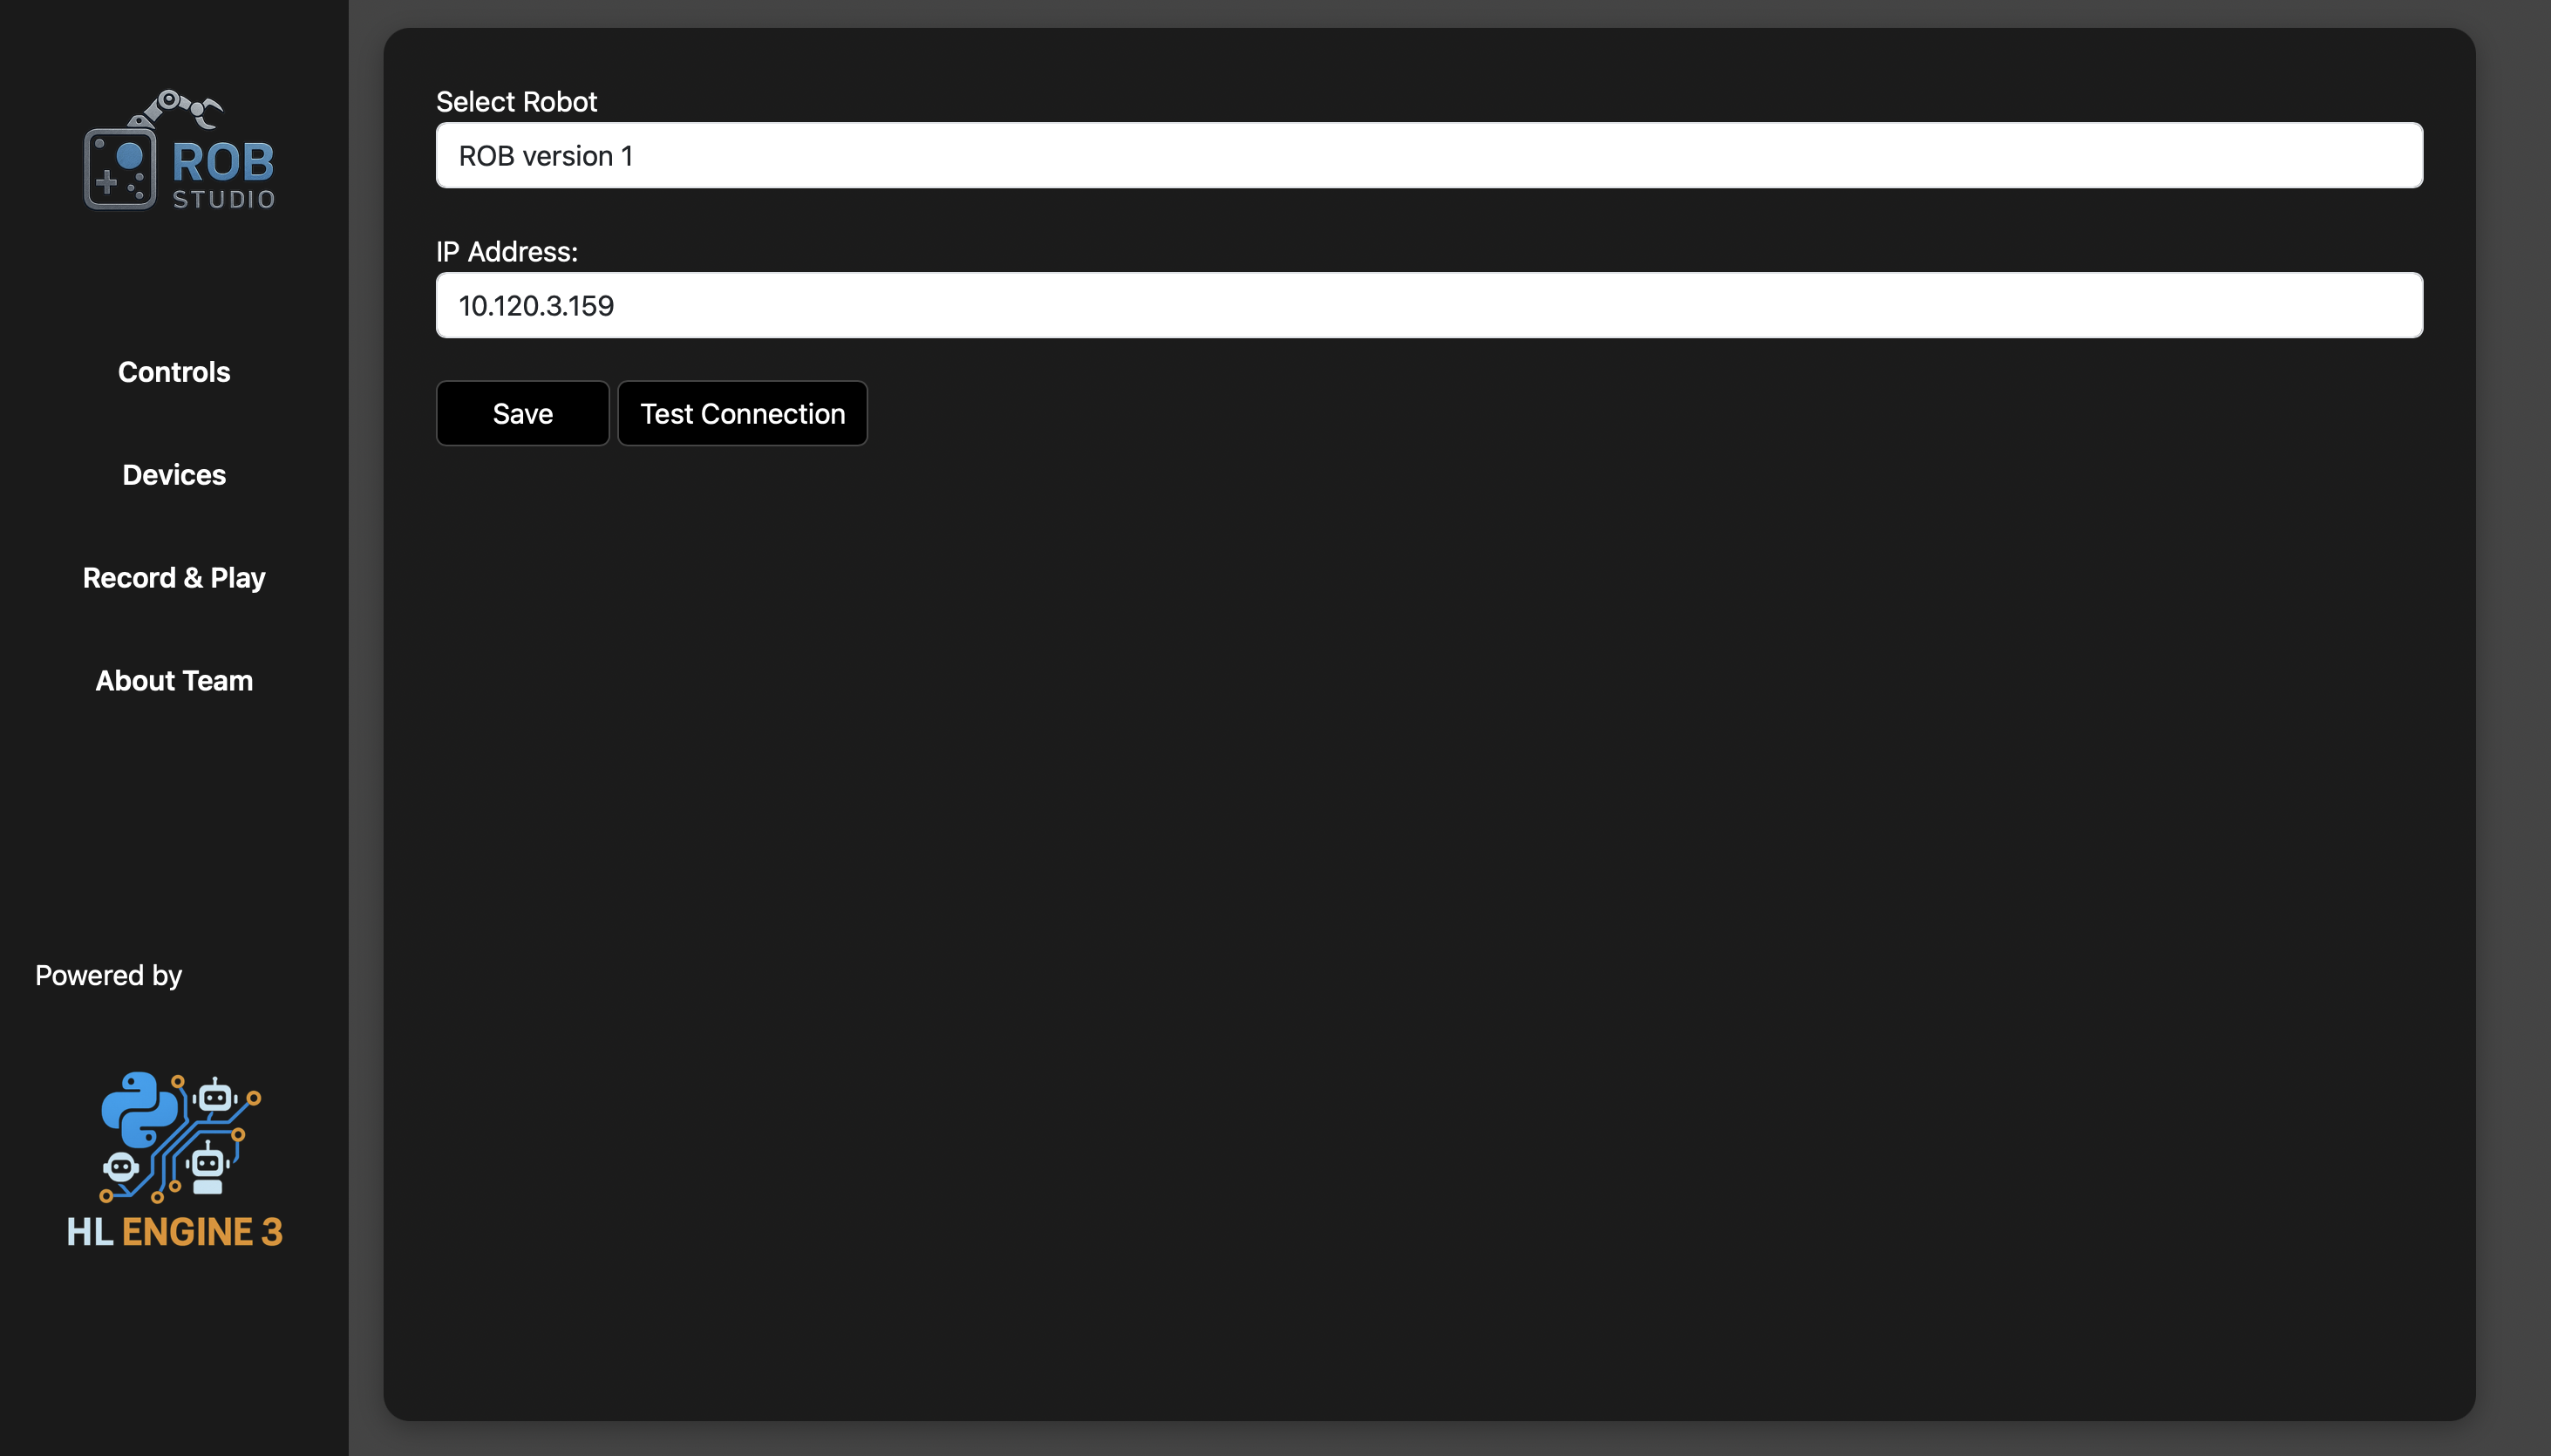 ROB
STUDIO
Controls
Devices
Record & Play
About Team
Powered by
HL ENGINE 3
Select Robot
ROB version 1
IP Address:
10.120.3.159
Save
Test Connection